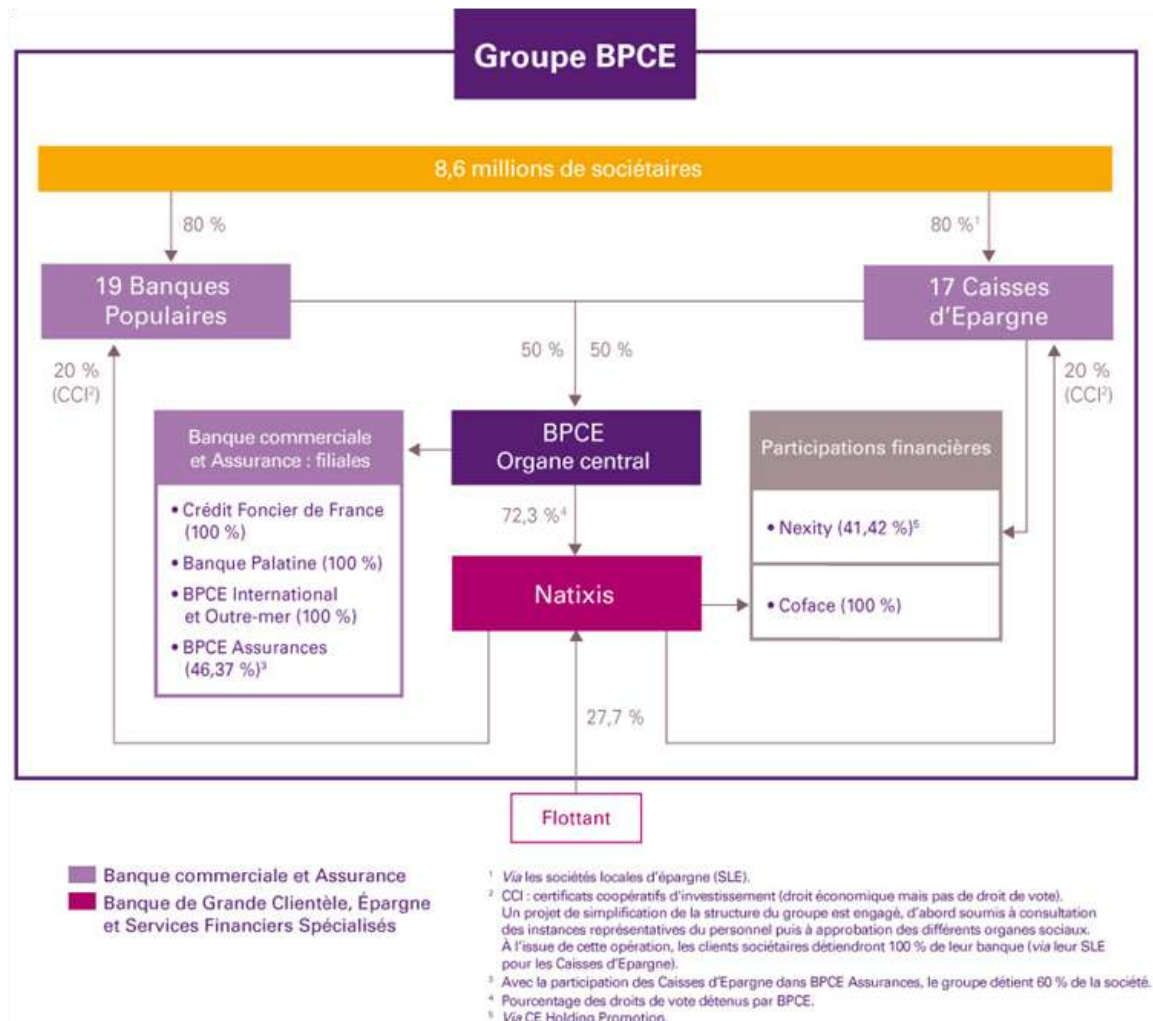 Groupe BPCE
8,6 millions de sociétaires
80 %
80 %¹
19 Banques
Populaires
17 Caisses
d'Epargne
50 %
50 %
20 %
(CCI²)
20 %
(CCI²)
BPCE
Organe central
Banque commerciale
et Assurance : filiales
• Crédit Foncier de France
(100 %)
• Banque Palatine (100 %)
• BPCE International
et Outre-mer (100 %)
• BPCE Assurances
(46,37 %)³
Participations financières
• Nexity (41,42 %)⁵
• Coface (100 %)
72,3 %⁴
Natixis
27,7 %
Flottant
Banque commerciale et Assurance
Banque de Grande Clientèle, Épargne
et Services Financiers Spécialisés
¹ Via les sociétés locales d'épargne (SLE).
² CCI : certificats coopératifs d'investissement (droit économique mais pas de droit de vote).
Un projet de simplification de la structure du groupe est engagé, d'abord soumis à consultation
des instances représentatives du personnel puis à approbation des différents organes sociaux.
À l'issue de cette opération, les clients sociétaires détiendront 100 % de leur banque (via leur SLE
pour les Caisses d'Epargne).
³ Avec la participation des Caisses d'Epargne dans BPCE Assurances, le groupe détient 60 % de la société.
⁴ Pourcentage des droits de vote détenus par BPCE.
⁵ Via CE Holding Promotion.